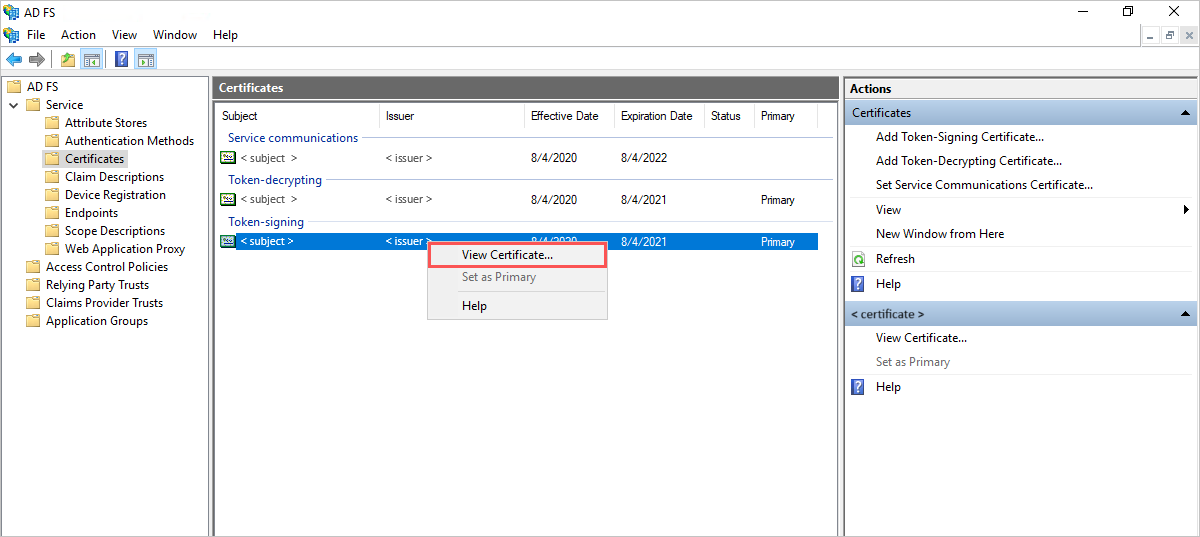 AD FS
File Action View Window Help
AD FS
Service
Attribute Stores
Authentication Methods
Certificates
Claim Descriptions
Device Registration
Endpoints
Scope Descriptions
Web Application Proxy
Access Control Policies
Relying Party Trusts
Claims Provider Trusts
Application Groups
Certificates
Subject Issuer Effective Date Expiration Date Status Primary
Service communications
< subject > < issuer > 8/4/2020 8/4/2022
Token-decrypting
< subject > < issuer > 8/4/2020 8/4/2021 Primary
Token-signing
< subject > < issuer > 8/4/2020 8/4/2021 Primary
View Certificate...
Set as Primary
Help
Actions
Certificates
Add Token-Signing Certificate...
Add Token-Decrypting Certificate...
Set Service Communications Certificate...
View
New Window from Here
Refresh
Help
< certificate >
View Certificate...
Set as Primary
Help